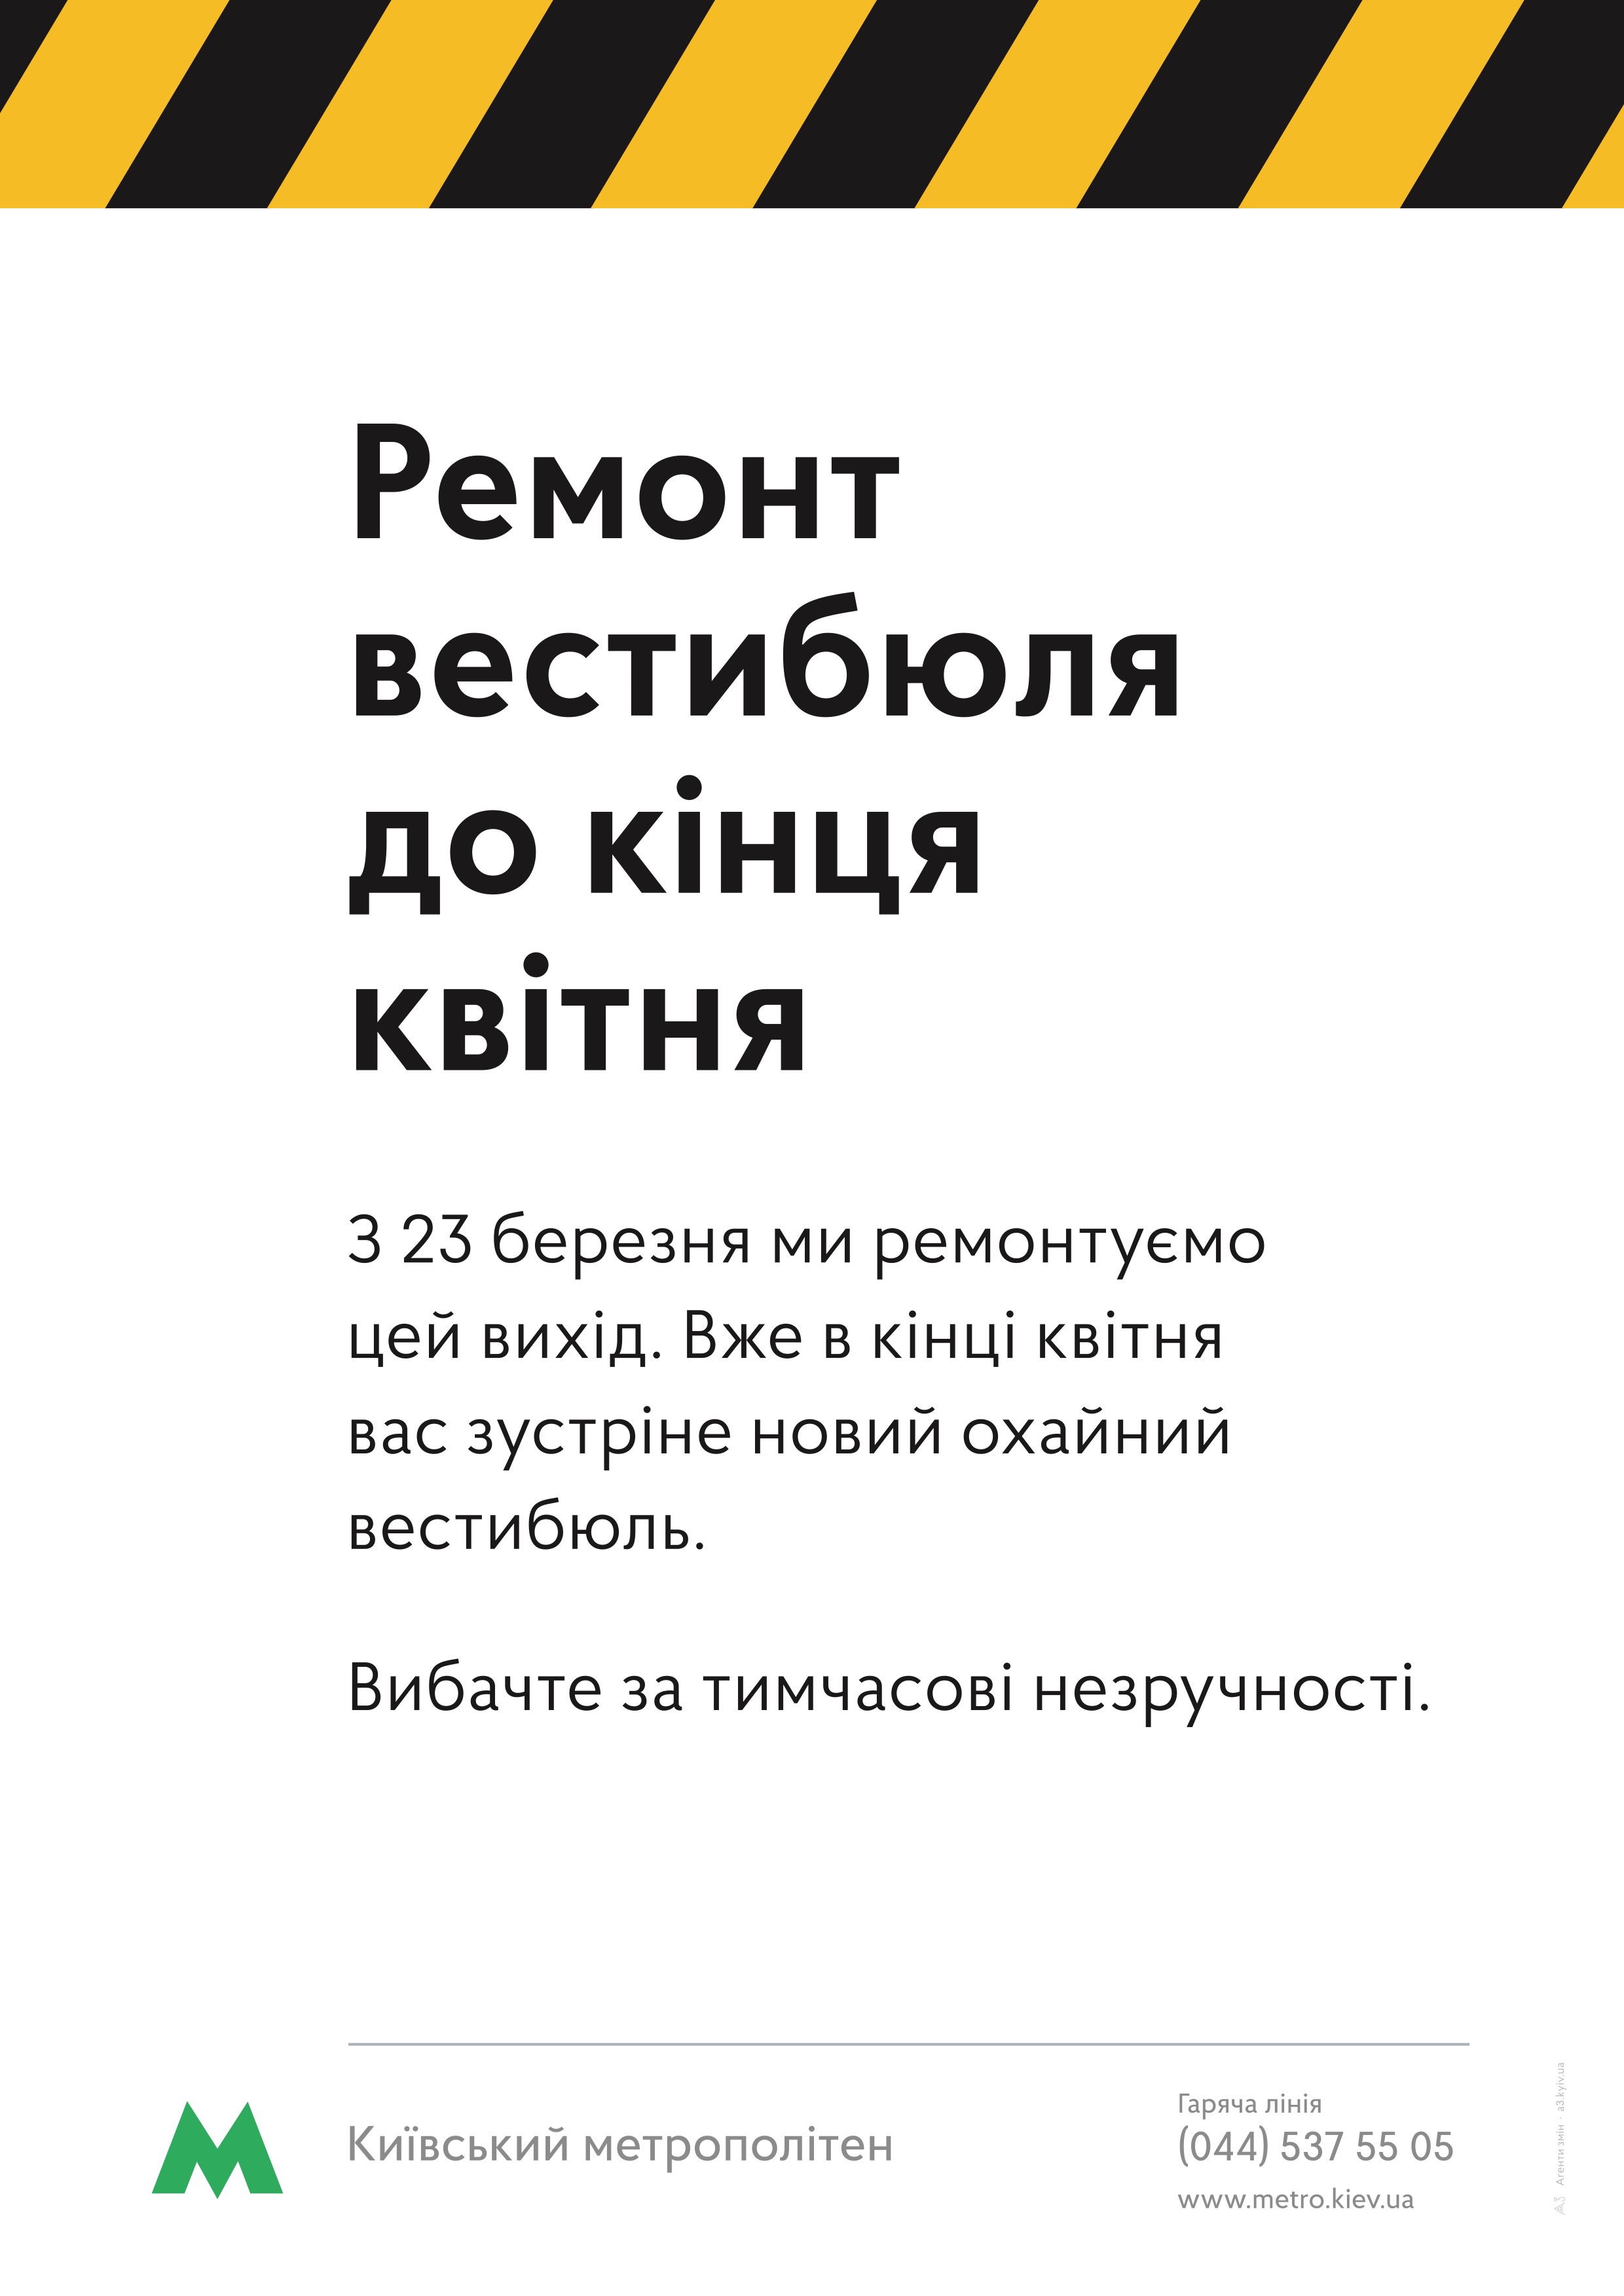 Ремонт
вестибюля
до кінця
квітня
З 23 березня ми ремонтуємо
цей вихід. Вже в кінці квітня
вас зустріне новий охайний
вестибюль.
Вибачте за тимчасові незручності.
Київський метрополітен
Гаряча лінія
(044) 537 55 05
www.metro.kiev.ua
АЗ Агенти змін · a3.kyiv.ua